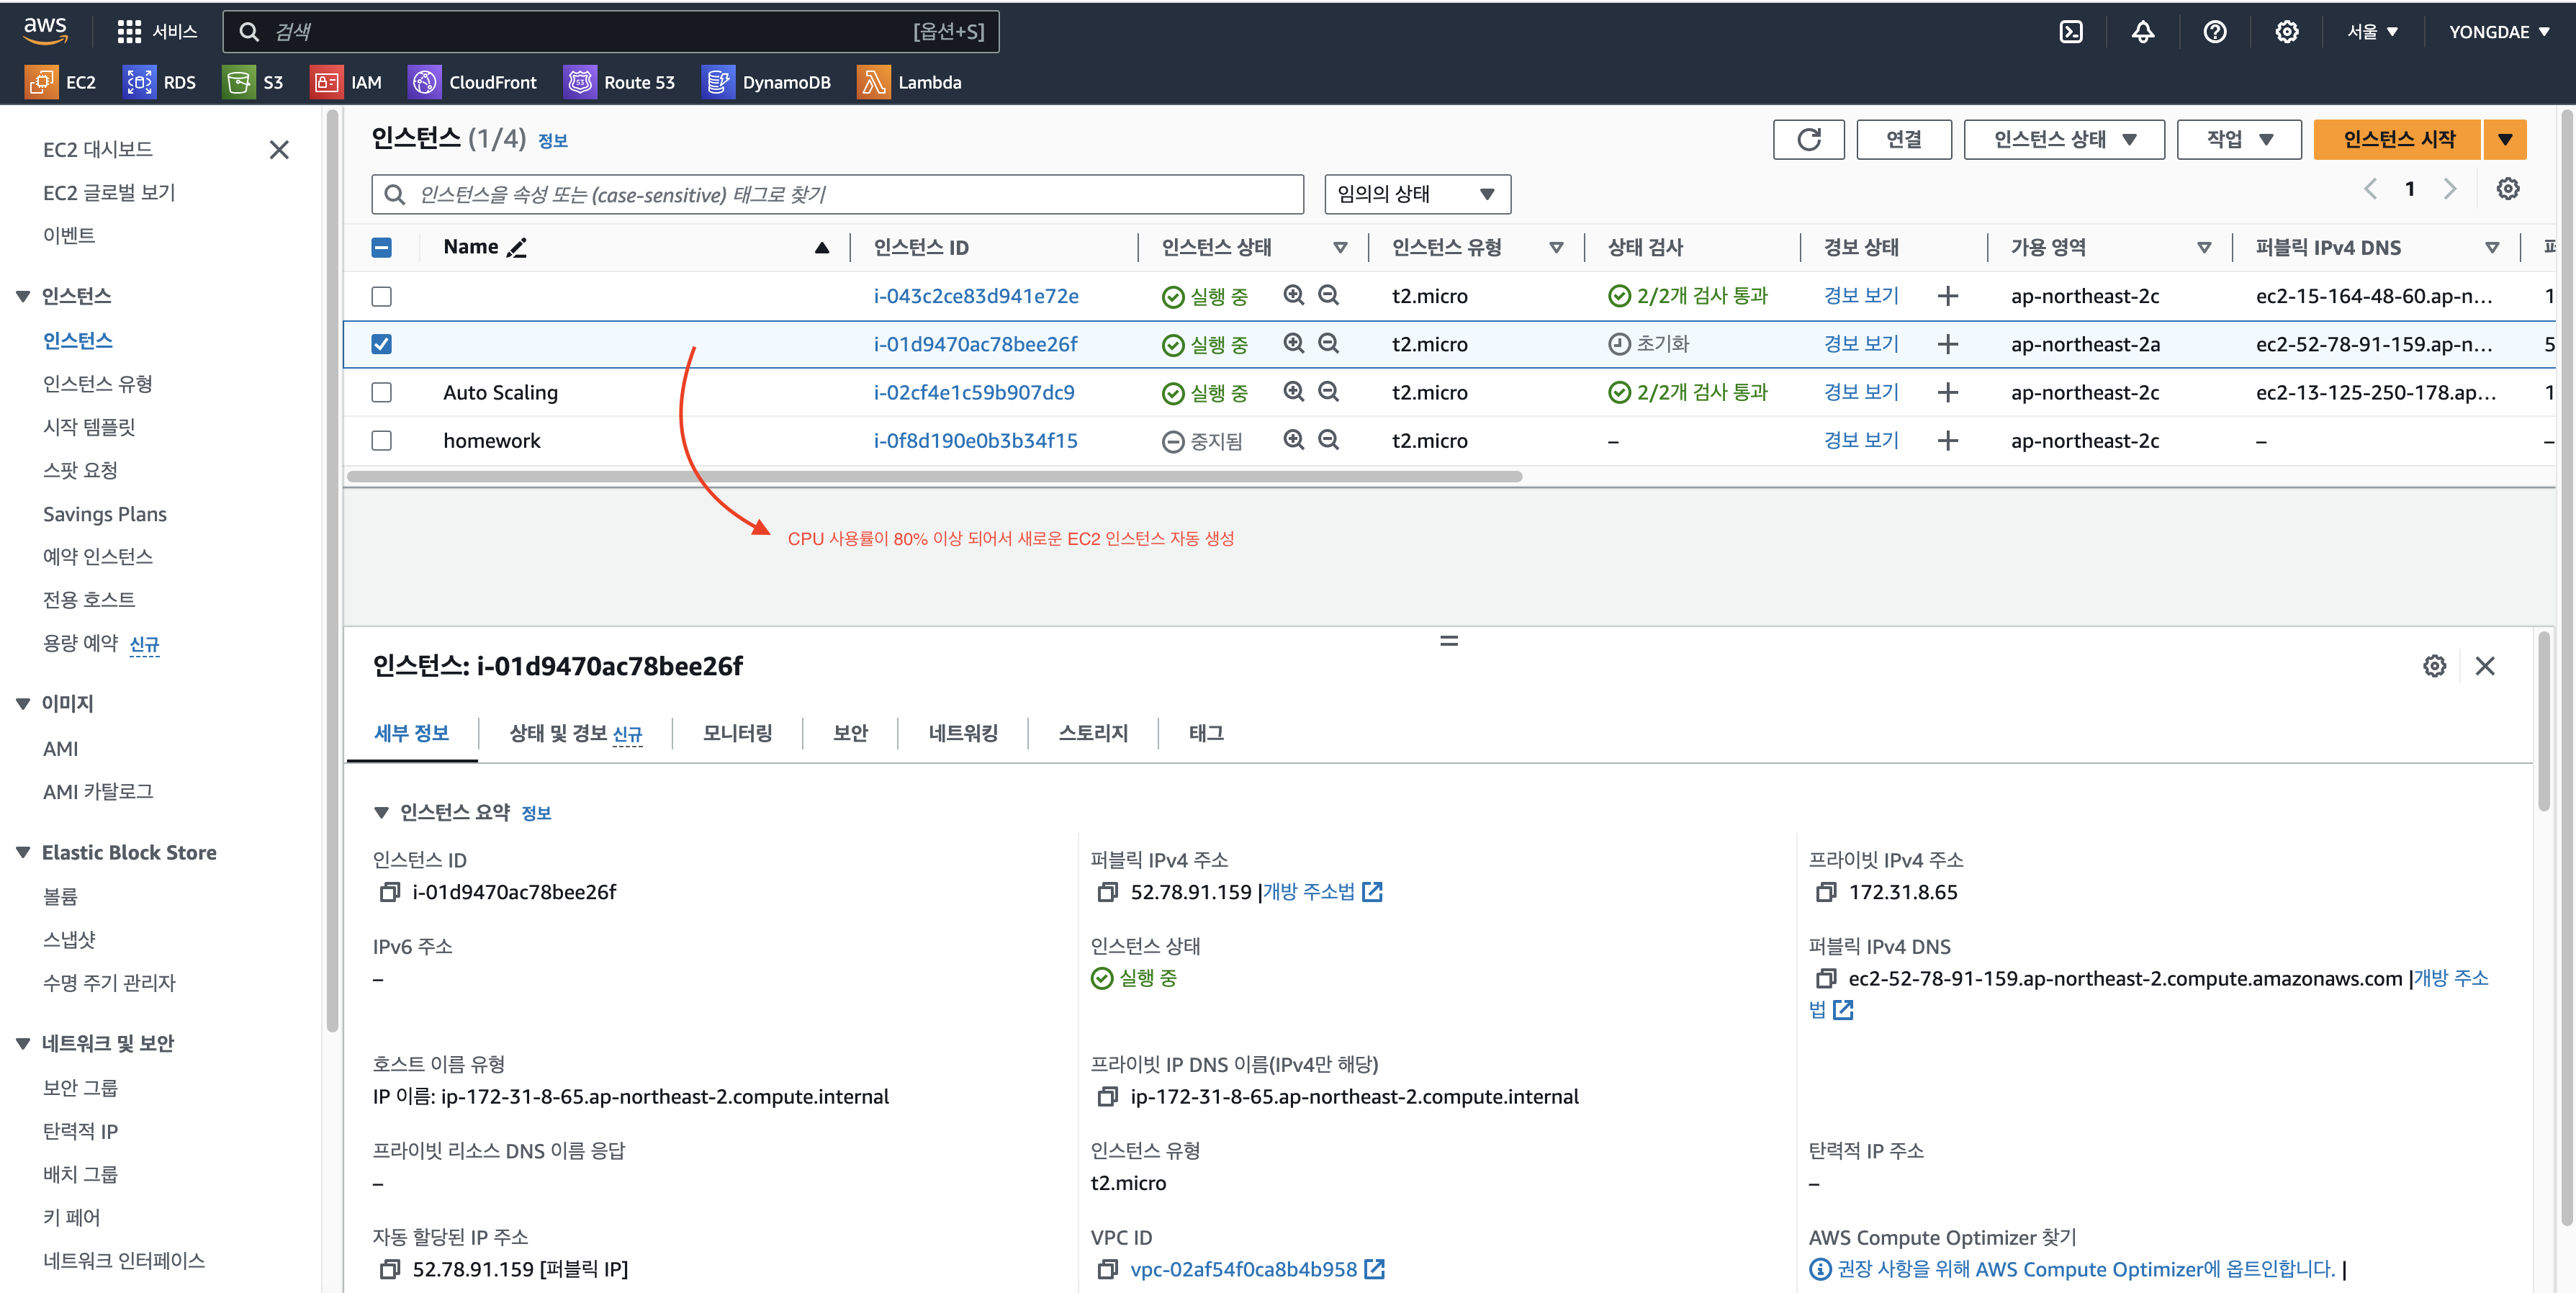 aws 서비스 검색 [옵션+S] 서울 ▼ YONGDAE ▼
EC2 RDS S3 IAM CloudFront Route 53 DynamoDB Lambda
EC2 대시보드
EC2 글로벌 보기
이벤트
인스턴스
인스턴스
인스턴스 유형
시작 템플릿
스팟 요청
Savings Plans
예약 인스턴스
전용 호스트
용량 예약 신규
이미지
AMI
AMI 카탈로그
Elastic Block Store
볼륨
스냅샷
수명 주기 관리자
네트워크 및 보안
보안 그룹
탄력적 IP
배치 그룹
키 페어
네트워크 인터페이스
인스턴스 (1/4) 정보 연결 인스턴스 상태 ▼ 작업 ▼ 인스턴스 시작 ▼
인스턴스을 속성 또는 (case-sensitive) 태그로 찾기 임의의 상태 ▼ 1
Name 인스턴스 ID 인스턴스 상태 인스턴스 유형 상태 검사 경보 상태 가용 영역 퍼블릭 IPv4 DNS
i-043c2ce83d941e72e 실행 중 t2.micro 2/2개 검사 통과 경보 보기 + ap-northeast-2c ec2-15-164-48-60.ap-n... 1
i-01d9470ac78bee26f 실행 중 t2.micro 초기화 경보 보기 + ap-northeast-2a ec2-52-78-91-159.ap-n... 5
Auto Scaling i-02cf4e1c59b907dc9 실행 중 t2.micro 2/2개 검사 통과 경보 보기 + ap-northeast-2c ec2-13-125-250-178.ap... 1
homework i-0f8d190e0b3b34f15 중지됨 t2.micro – 경보 보기 + ap-northeast-2c – –
CPU 사용률이 80% 이상 되어서 새로운 EC2 인스턴스 자동 생성
인스턴스: i-01d9470ac78bee26f
세부 정보 상태 및 경보 신규 모니터링 보안 네트워킹 스토리지 태그
인스턴스 요약 정보
인스턴스 ID
i-01d9470ac78bee26f
퍼블릭 IPv4 주소
52.78.91.159 |개방 주소법
프라이빗 IPv4 주소
172.31.8.65
IPv6 주소
–
인스턴스 상태
실행 중
퍼블릭 IPv4 DNS
ec2-52-78-91-159.ap-northeast-2.compute.amazonaws.com |개방 주소
법
호스트 이름 유형
IP 이름: ip-172-31-8-65.ap-northeast-2.compute.internal
프라이빗 IP DNS 이름(IPv4만 해당)
ip-172-31-8-65.ap-northeast-2.compute.internal
프라이빗 리소스 DNS 이름 응답
–
인스턴스 유형
t2.micro
탄력적 IP 주소
–
자동 할당된 IP 주소
52.78.91.159 [퍼블릭 IP]
VPC ID
vpc-02af54f0ca8b4b958
AWS Compute Optimizer 찾기
권장 사항을 위해 AWS Compute Optimizer에 옵트인합니다. |